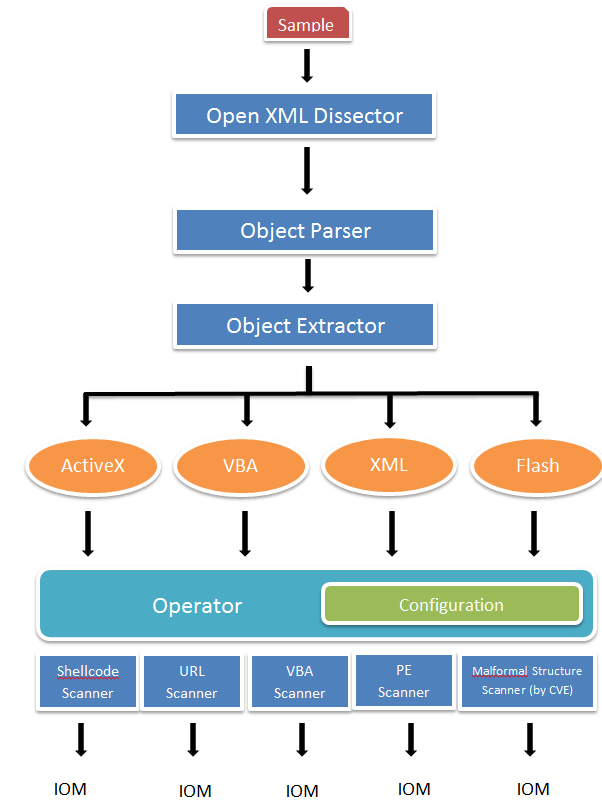 Sample
Open XML Dissector
Object Parser
Object Extractor
ActiveX
VBA
XML
Flash
Operator
Configuration
Shellcode
Scanner
URL
Scanner
VBA
Scanner
PE
Scanner
Malformal Structure
Scanner (by CVE)
IOM
IOM
IOM
IOM
IOM